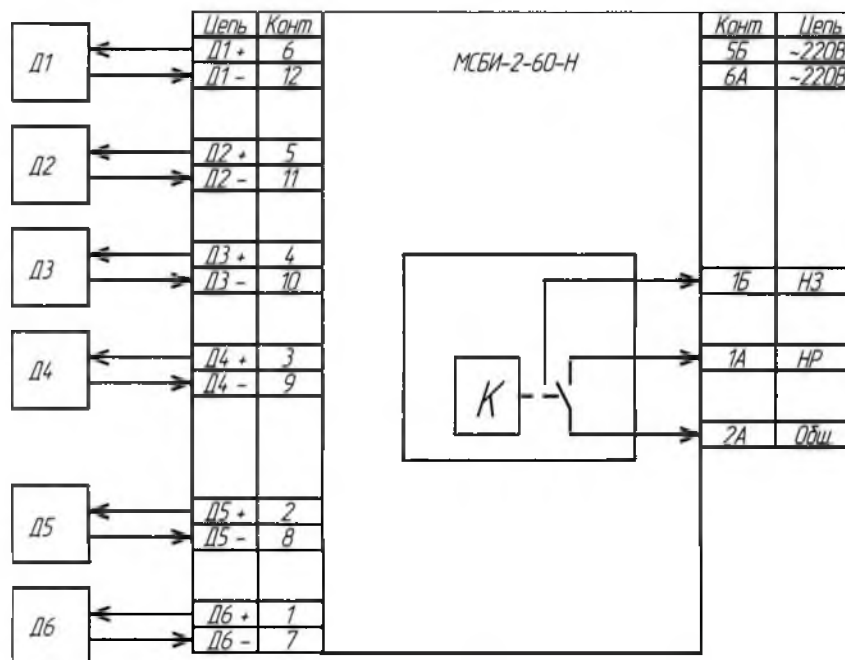 Цепь Конт
Д1 + 6
Д1 – 12
Д2 + 5
Д2 – 11
Д3 + 4
Д3 – 10
Д4 + 3
Д4 – 9
Д5 + 2
Д5 – 8
Д6 + 1
Д6 – 7
Д1
Д2
Д3
Д4
Д5
Д6
МСБИ-2-60-Н
К
Конт Цепь
5Б ~220В
6А ~220В
1Б НЗ
1А НР
2А Общ